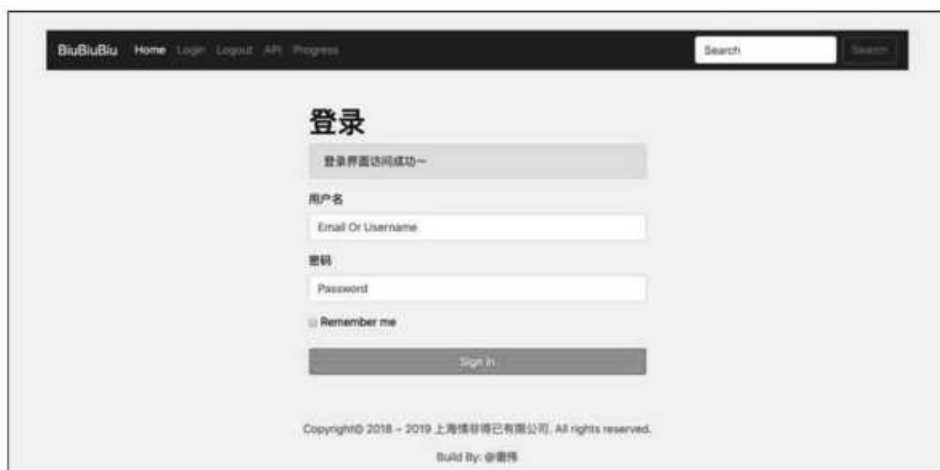 BiuBiuBiu Home Login Logout API Progress Search Search
登录
登录界面访问成功～
用户名
Email Or Username
密码
Password
Remember me
Sign in
Copyright© 2018 - 2019 上海情非得已有限公司. All rights reserved.
Build By: @谢伟